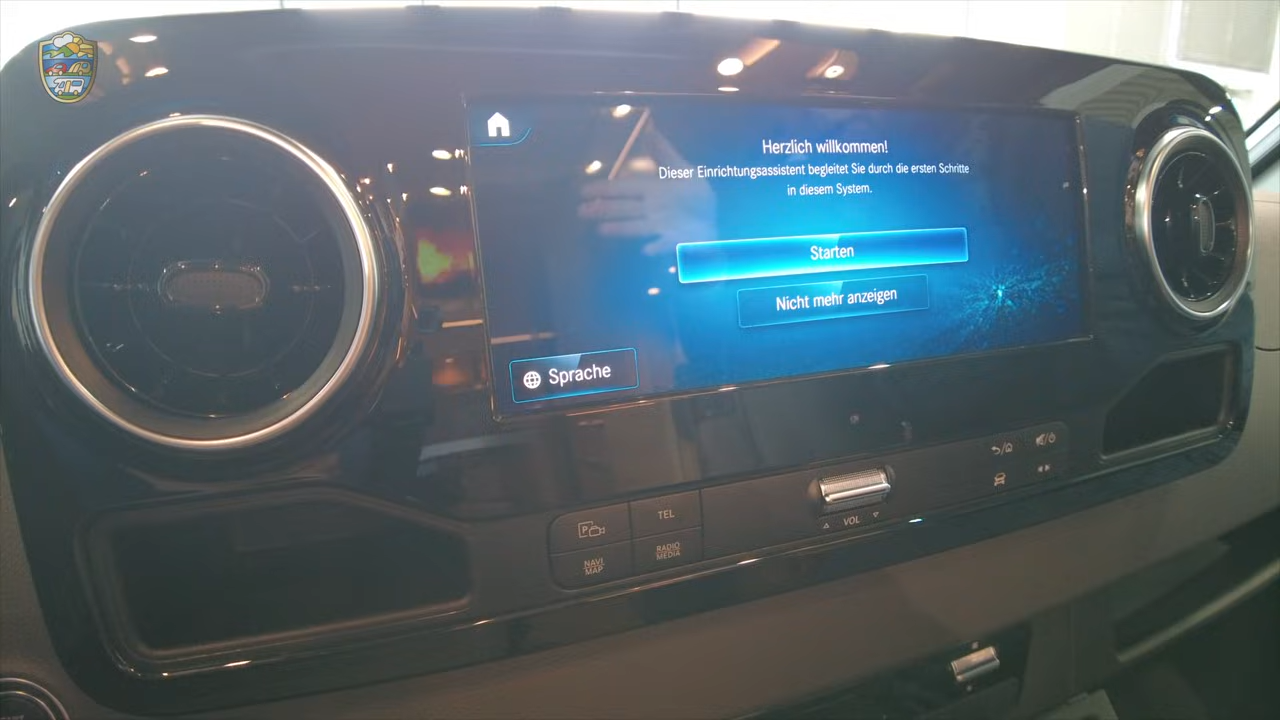 Herzlich willkommen!
Dieser Einrichtungsassistent begleitet Sie durch die ersten Schritte
in diesem System.
Starten
Nicht mehr anzeigen
Sprache
P
TEL
NAVI
MAP
RADIO
MEDIA
VOL